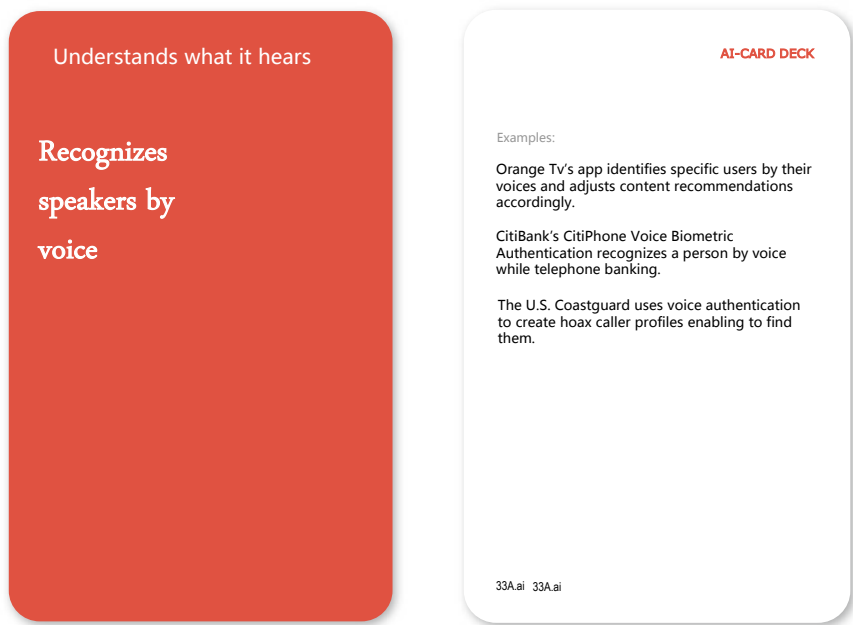 Understands what it hears
Recognizes
speakers by
voice
AI-CARD DECK
Examples:
Orange Tv's app identifies specific users by their
voices and adjusts content recommendations
accordingly.
CitiBank's CitiPhone Voice Biometric
Authentication recognizes a person by voice
while telephone banking.
The U.S. Coastguard uses voice authentication
to create hoax caller profiles enabling to find
them.
33A.ai 33A.ai